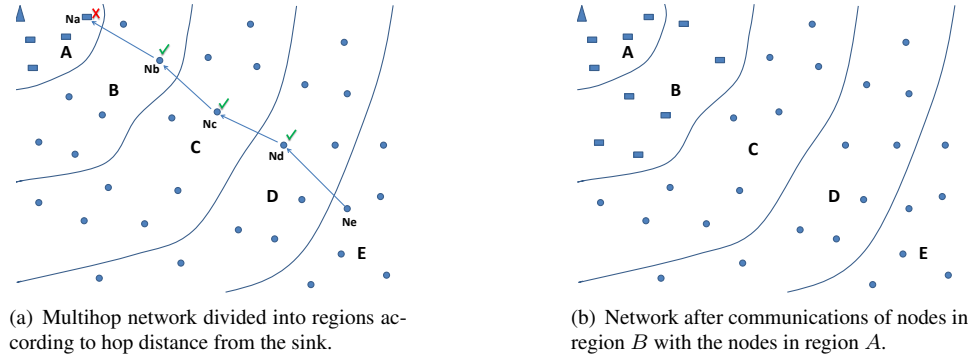 Na
A
Nb
B
Nc
C
Nd
D
Ne
E
(a) Multihop network divided into regions ac-
cording to hop distance from the sink.
A
B
C
D
E
(b) Network after communications of nodes in
region B with the nodes in region A.